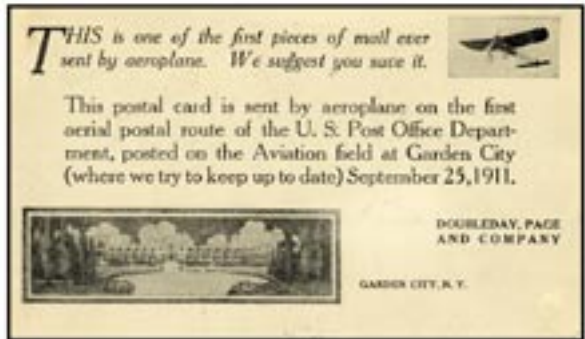 THIS is one of the first pieces of mail ever
sent by aeroplane. We suggest you save it.
This postal card is sent by aeroplane on the first
aerial postal route of the U. S. Post Office Depart-
ment, posted on the Aviation field at Garden City
(where we try to keep up to date) September 25, 1911.
DOUBLEDAY, PAGE
AND COMPANY
GARDEN CITY, N. Y.